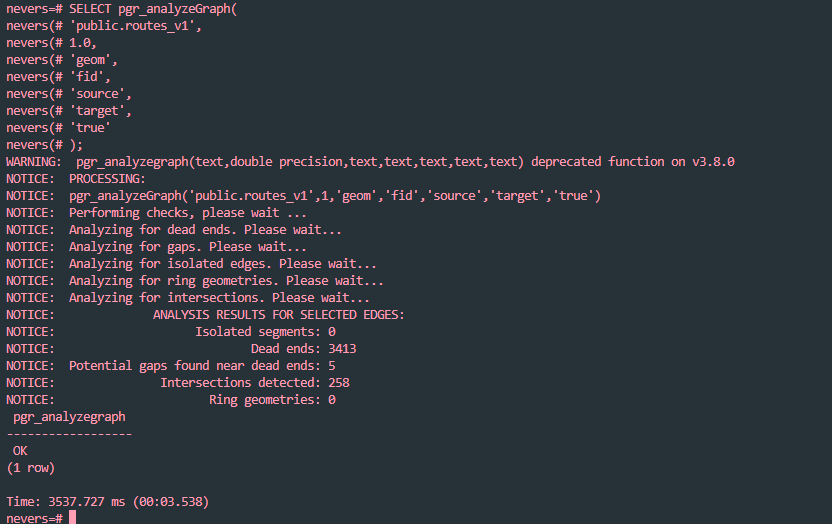 nevers=# SELECT pgr_analyzeGraph(
nevers(# 'public.routes_v1',
nevers(# 1.0,
nevers(# 'geom',
nevers(# 'fid',
nevers(# 'source',
nevers(# 'target',
nevers(# 'true'
nevers(# );
WARNING:  pgr_analyzegraph(text,double precision,text,text,text,text,text) deprecated function on v3.8.0
NOTICE:  PROCESSING:
NOTICE:  pgr_analyzeGraph('public.routes_v1',1,'geom','fid','source','target','true')
NOTICE:  Performing checks, please wait ...
NOTICE:  Analyzing for dead ends. Please wait...
NOTICE:  Analyzing for gaps. Please wait...
NOTICE:  Analyzing for isolated edges. Please wait...
NOTICE:  Analyzing for ring geometries. Please wait...
NOTICE:  Analyzing for intersections. Please wait...
NOTICE:              ANALYSIS RESULTS FOR SELECTED EDGES:
NOTICE:                    Isolated segments: 0
NOTICE:                            Dead ends: 3413
NOTICE:  Potential gaps found near dead ends: 5
NOTICE:               Intersections detected: 258
NOTICE:                      Ring geometries: 0
 pgr_analyzegraph
------------------
 OK
(1 row)

Time: 3537.727 ms (00:03.538)
nevers=#